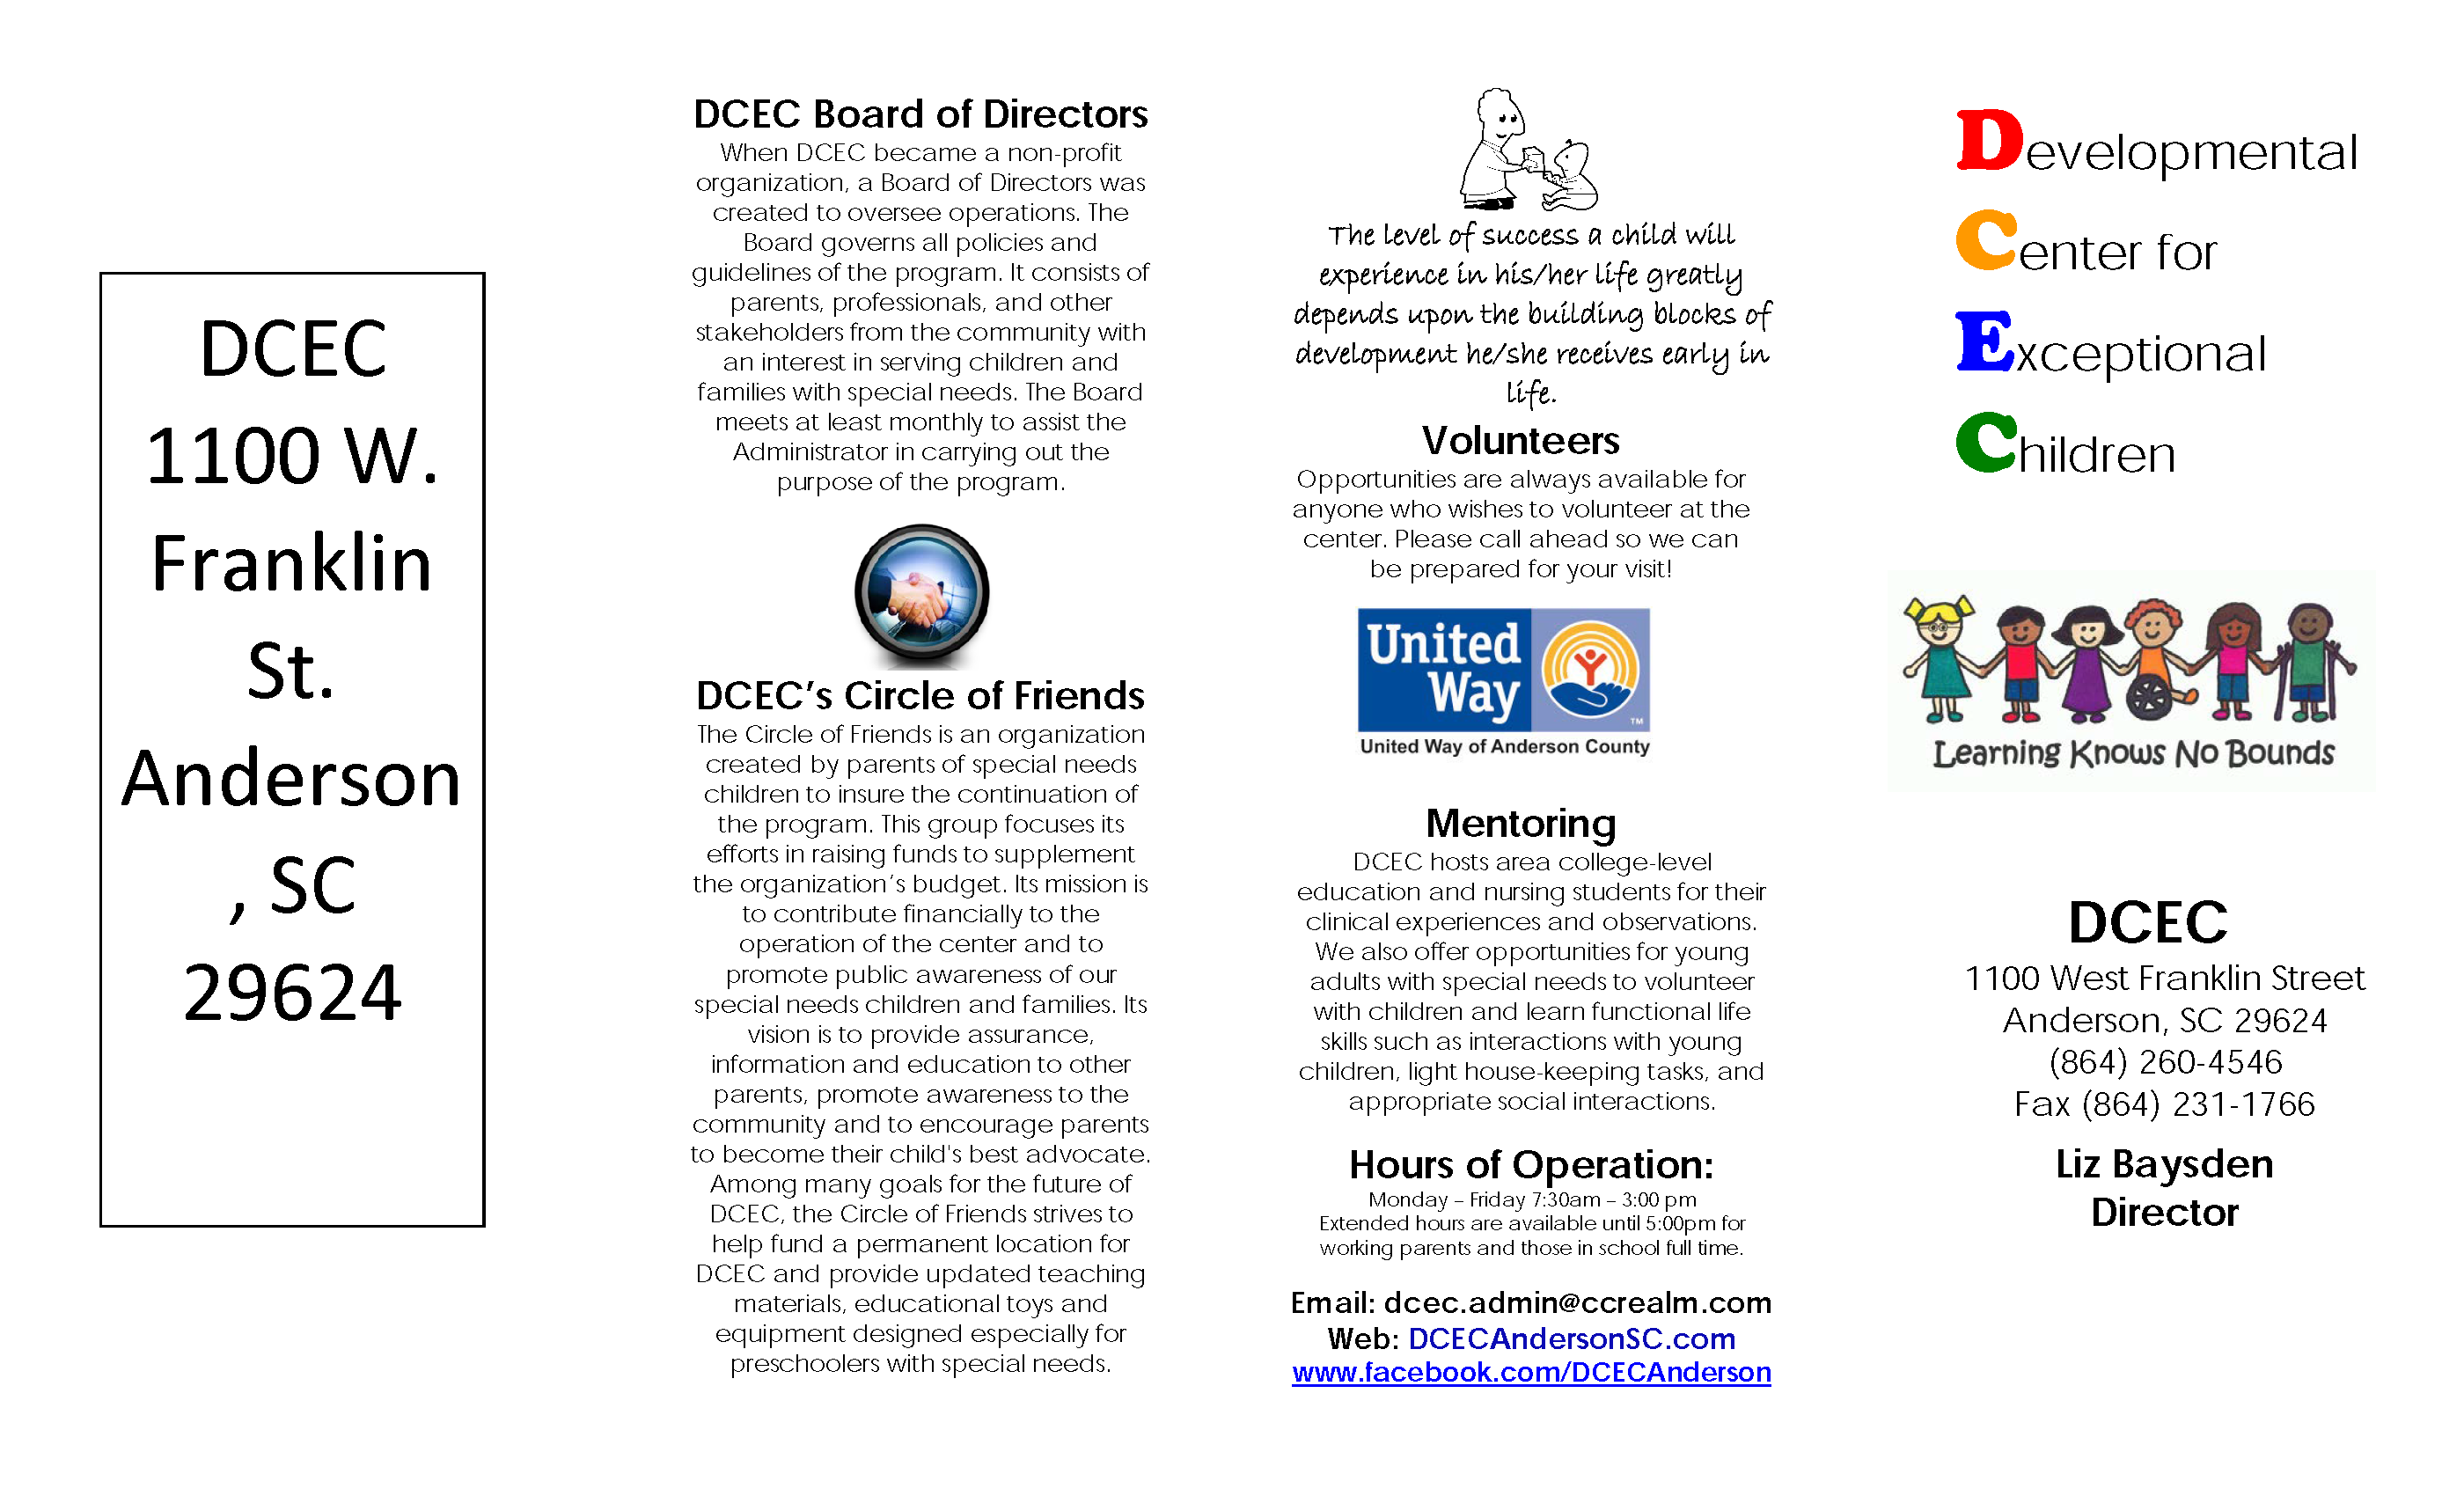 DCEC
1100 W.
Franklin
St.
Anderson
, SC
29624
DCEC Board of Directors
When DCEC became a non-profit
organization, a Board of Directors was
created to oversee operations. The
Board governs all policies and
guidelines of the program. It consists of
parents, professionals, and other
stakeholders from the community with
an interest in serving children and
families with special needs. The Board
meets at least monthly to assist the
Administrator in carrying out the
purpose of the program.
DCEC's Circle of Friends
The Circle of Friends is an organization
created by parents of special needs
children to insure the continuation of
the program. This group focuses its
efforts in raising funds to supplement
the organization's budget. Its mission is
to contribute financially to the
operation of the center and to
promote public awareness of our
special needs children and families. Its
vision is to provide assurance,
information and education to other
parents, promote awareness to the
community and to encourage parents
to become their child's best advocate.
Among many goals for the future of
DCEC, the Circle of Friends strives to
help fund a permanent location for
DCEC and provide updated teaching
materials, educational toys and
equipment designed especially for
preschoolers with special needs.
The level of success a child will
experience in his/her life greatly
depends upon the building blocks of
development he/she receives early in
life.
Volunteers
Opportunities are always available for
anyone who wishes to volunteer at the
center. Please call ahead so we can
be prepared for your visit!
United
Way
TM
United Way of Anderson County
Mentoring
DCEC hosts area college-level
education and nursing students for their
clinical experiences and observations.
We also offer opportunities for young
adults with special needs to volunteer
with children and learn functional life
skills such as interactions with young
children, light house-keeping tasks, and
appropriate social interactions.
Hours of Operation:
Monday – Friday 7:30am – 3:00 pm
Extended hours are available until 5:00pm for
working parents and those in school full time.
Email: dcec.admin@ccrealm.com
Web: DCECAndersonSC.com
www.facebook.com/DCECAnderson
Developmental
Center for
Exceptional
Children
Learning Knows No Bounds
DCEC
1100 West Franklin Street
Anderson, SC 29624
(864) 260-4546
Fax (864) 231-1766
Liz Baysden
Director